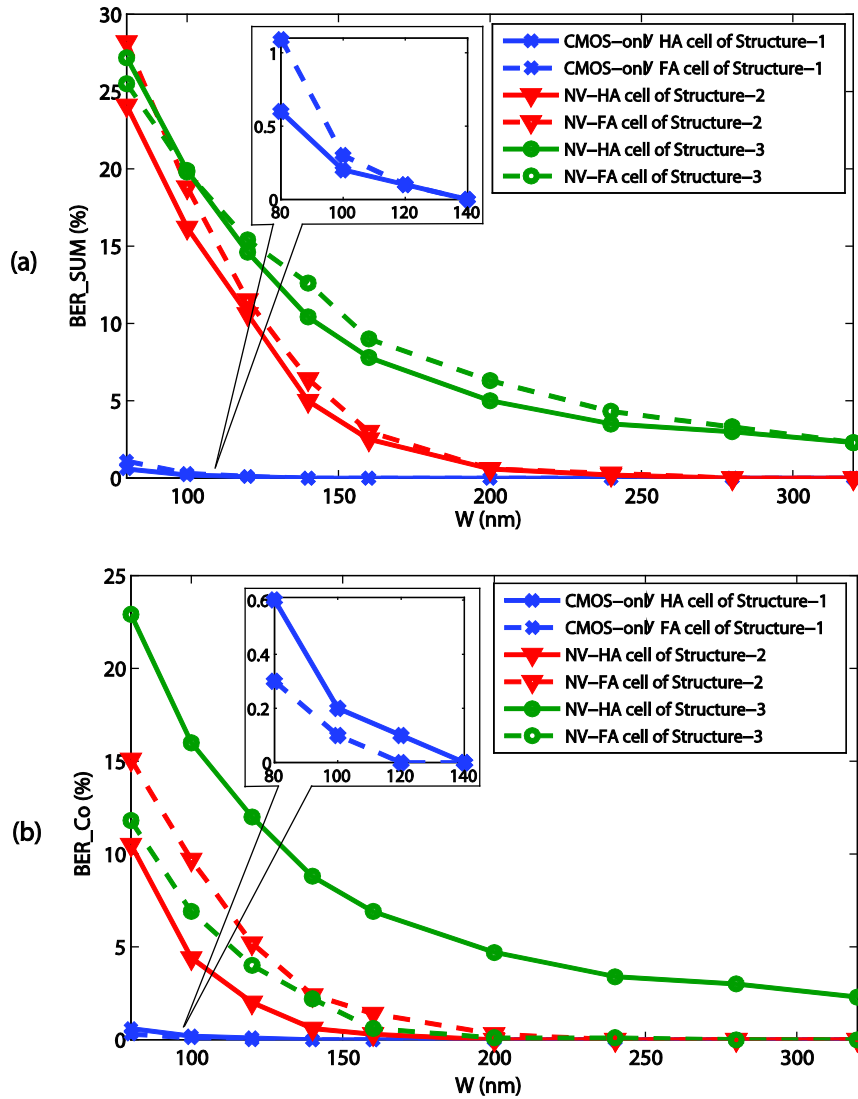 (a)
BER_SUM (%)
30
25
20
15
10
5
0
100
150
200
250
300
W (nm)
1
0.5
0
80
100
120
140
CMOS-only HA cell of Structure-1
CMOS-only FA cell of Structure-1
NV-HA cell of Structure-2
NV-FA cell of Structure-2
NV-HA cell of Structure-3
NV-FA cell of Structure-3
(b)
BER_Co (%)
25
20
15
10
5
0
100
150
200
250
300
W (nm)
0.6
0.4
0.2
0
80
100
120
140
CMOS-only HA cell of Structure-1
CMOS-only FA cell of Structure-1
NV-HA cell of Structure-2
NV-FA cell of Structure-2
NV-HA cell of Structure-3
NV-FA cell of Structure-3